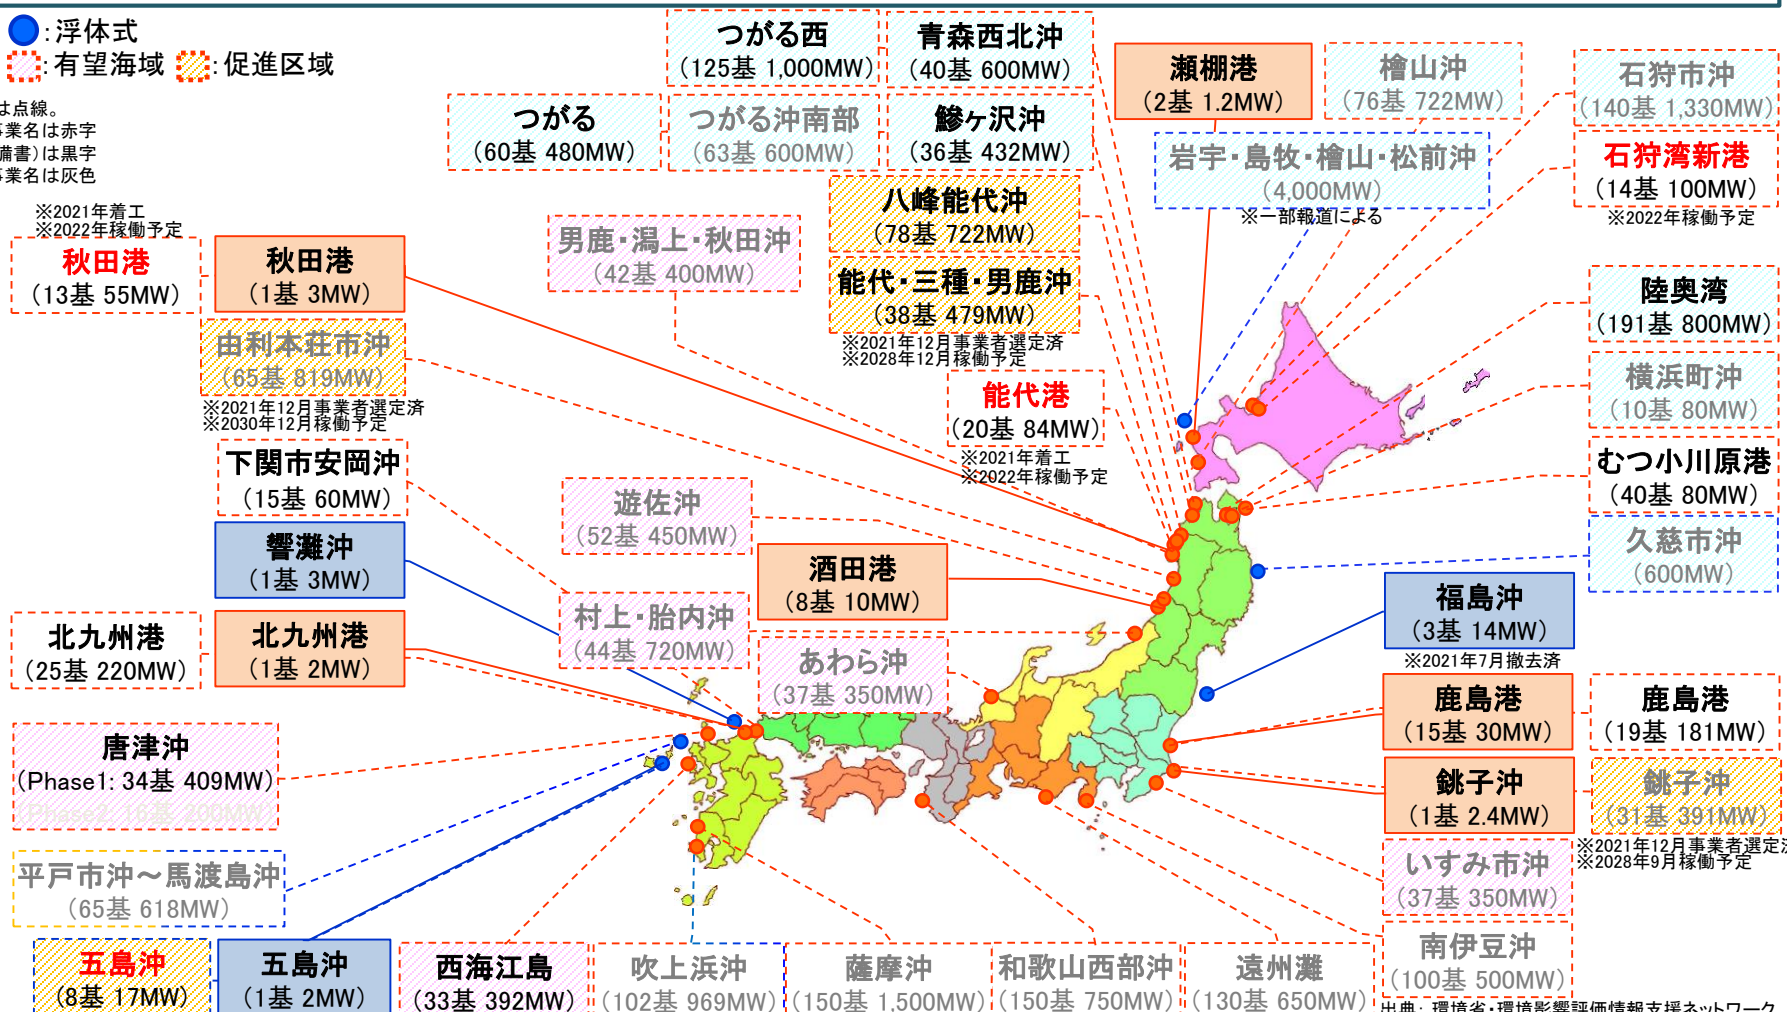 ：浮体式
：有望海域　：促進区域
は点線。
事業名は赤字
備書）は黒字
事業名は灰色
つがる西
（125基 1,000MW）
青森西北沖
（40基 600MW）
瀬棚港
（2基 1.2MW）
檜山沖
（76基 722MW）
石狩市沖
（140基 1,330MW）
つがる
（60基 480MW）
つがる沖南部
（63基 600MW）
鰺ヶ沢沖
（36基 432MW）
岩宇・島牧・檜山・松前沖
（4,000MW）
※一部報道による
石狩湾新港
（14基 100MW）
※2022年稼働予定
八峰能代沖
（78基 722MW）
※2021年着工
※2022年稼働予定
秋田港
（13基 55MW）
秋田港
（1基 3MW）
男鹿・潟上・秋田沖
（42基 400MW）
能代・三種・男鹿沖
（38基 479MW）
※2021年12月事業者選定済
※2028年12月稼働予定
陸奥湾
（191基 800MW）
由利本荘市沖
（65基 819MW）
※2021年12月事業者選定済
※2030年12月稼働予定
能代港
（20基 84MW）
※2021年着工
※2022年稼働予定
横浜町沖
（10基 80MW）
下関市安岡沖
（15基 60MW）
むつ小川原港
（40基 80MW）
遊佐沖
（52基 450MW）
響灘沖
（1基 3MW）
久慈市沖
（600MW）
酒田港
（8基 10MW）
福島沖
（3基 14MW）
※2021年7月撤去済
北九州港
（25基 220MW）
北九州港
（1基 2MW）
村上・胎内沖
（44基 720MW）
あわら沖
（37基 350MW）
鹿島港
（15基 30MW）
鹿島港
（19基 181MW）
唐津沖
（Phase1: 34基 409MW）
（Phase2: 16基 200MW
銚子沖
（1基 2.4MW）
銚子沖
（31基 391MW）
※2021年12月事業者選定済
※2028年9月稼働予定
平戸市沖～馬渡島沖
（65基 618MW）
いすみ市沖
（37基 350MW）
五島沖
（8基 17MW）
五島沖
（1基 2MW）
西海江島
（33基 392MW）
吹上浜沖
（102基 969MW）
薩摩沖
（150基 1,500MW）
和歌山西部沖
（150基 750MW）
遠州灘
（130基 650MW）
南伊豆沖
（100基 500MW）
出典：環境省・環境影響評価情報支援ネットワーク